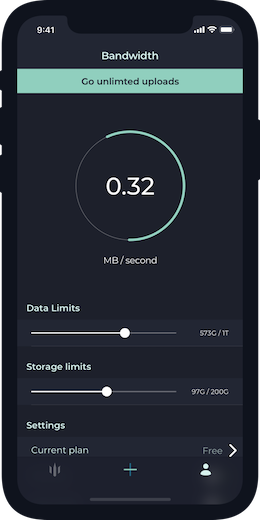 9:41
Bandwidth
Go unlimted uploads
0.32
MB / second
Data Limits
573G / 1T
Storage limits
97G / 200G
Settings
Current plan
Free